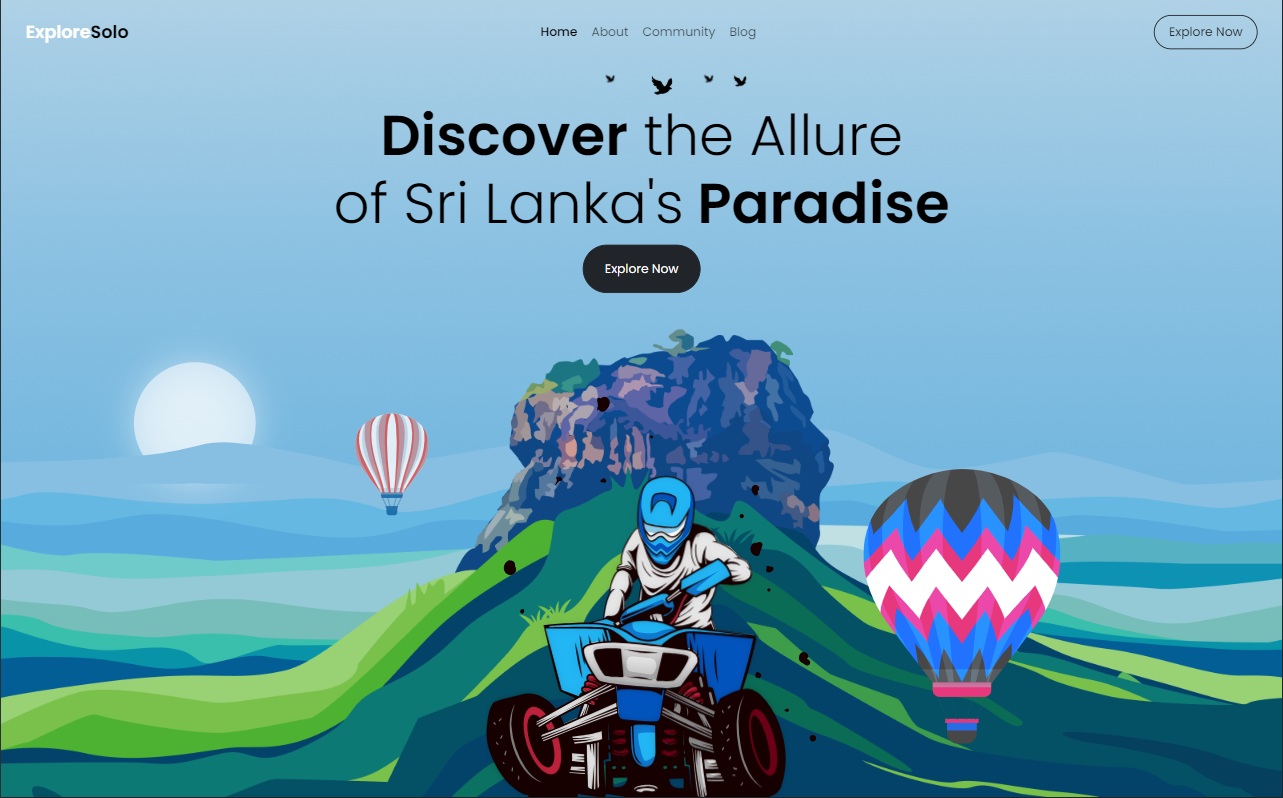 ExploreSolo
Home About Community Blog
Explore Now
Discover the Allure
of Sri Lanka's Paradise
Explore Now